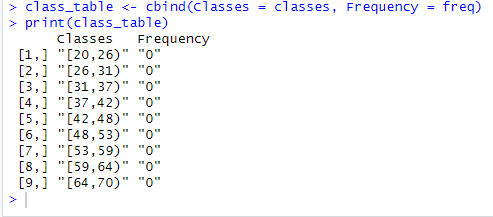 > class_table <- cbind(Classes = classes, Frequency = freq)
> print(class_table)
      Classes   Frequency
 [1,] "[20,26)" "0"
 [2,] "[26,31)" "0"
 [3,] "[31,37)" "0"
 [4,] "[37,42)" "0"
 [5,] "[42,48)" "0"
 [6,] "[48,53)" "0"
 [7,] "[53,59)" "0"
 [8,] "[59,64)" "0"
 [9,] "[64,70)" "0"
>